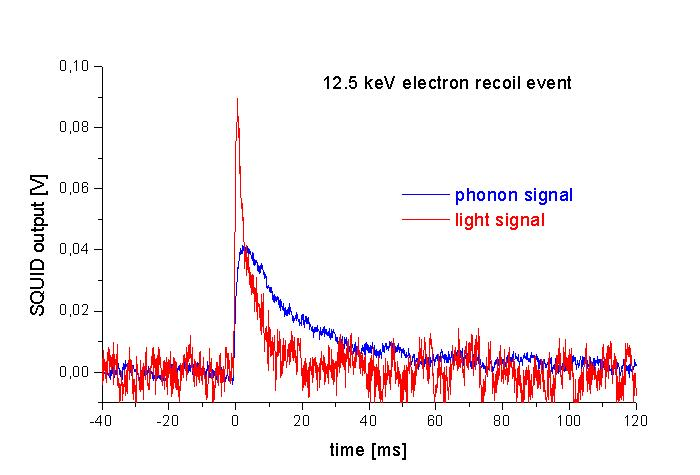 12.5 keV electron recoil event
phonon signal
light signal
SQUID output [V]
0,10
0,08
0,06
0,04
0,02
0,00
-40 -20 0 20 40 60 80 100 120
time [ms]